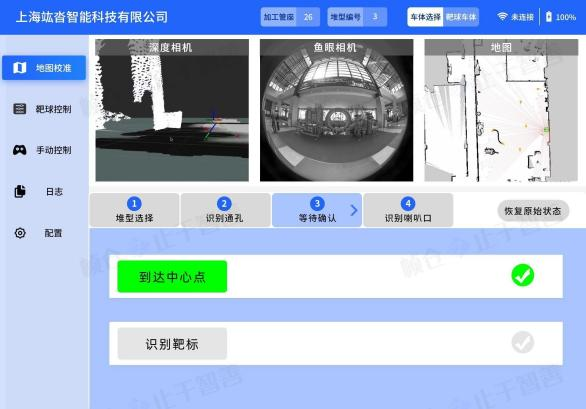 上海竑沓智能科技有限公司
加工管座 26
堆型编号 3
车体选择 靶球车体
未连接
100%
地图校准
靶球控制
手动控制
日志
配置
深度相机
鱼眼相机
地图
1
堆型选择
2
识别通孔
3
等待确认
4
识别喇叭口
恢复原始状态
到达中心点
识别靶标